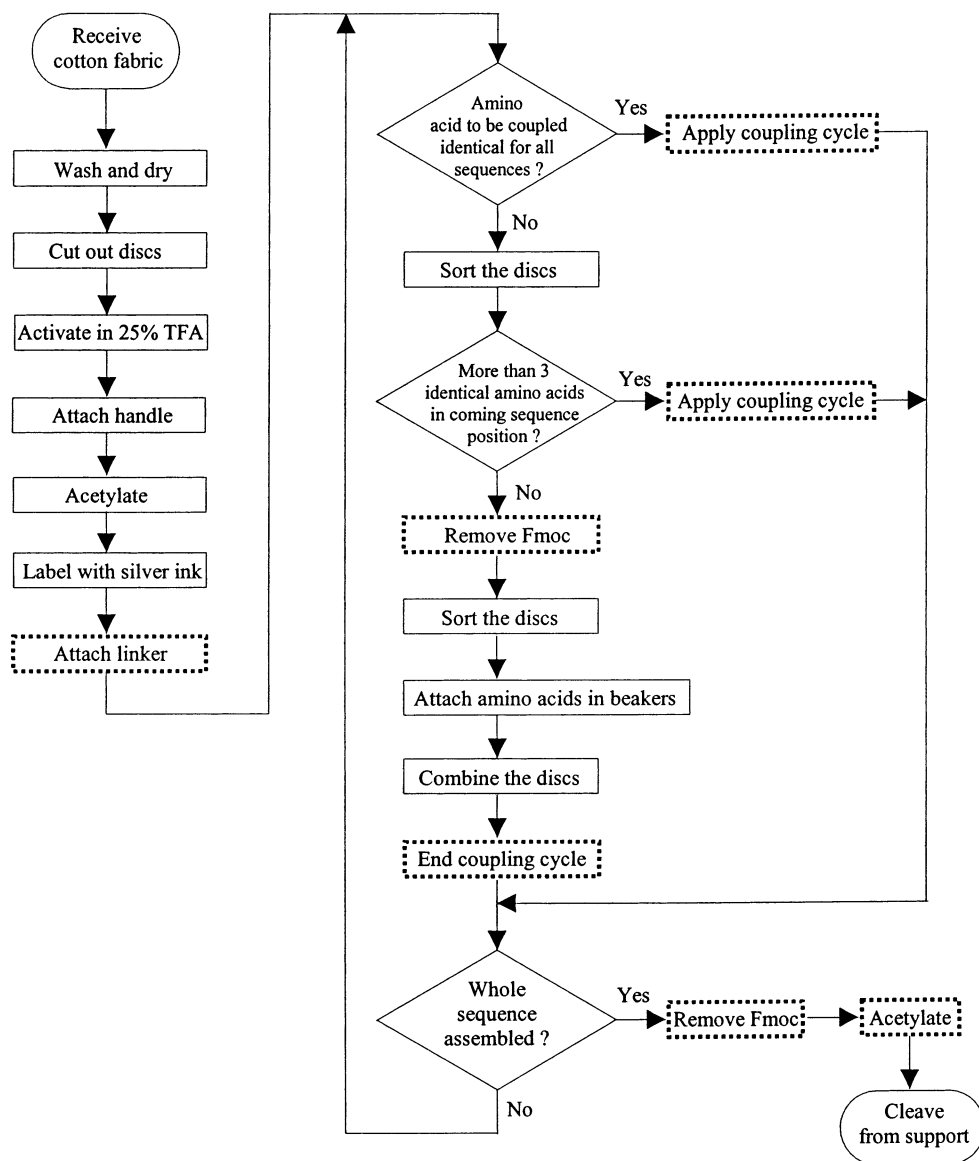 Receive
cotton fabric
Wash and dry
Cut out discs
Activate in 25% TFA
Attach handle
Acetylate
Label with silver ink
Attach linker
Amino
acid to be coupled
identical for all
sequences ?
Yes
Apply coupling cycle
No
Sort the discs
More than 3
identical amino acids
in coming sequence
position ?
Yes
Apply coupling cycle
No
Remove Fmoc
Sort the discs
Attach amino acids in beakers
Combine the discs
End coupling cycle
Whole
sequence
assembled ?
Yes
Remove Fmoc
Acetylate
No
Cleave
from support